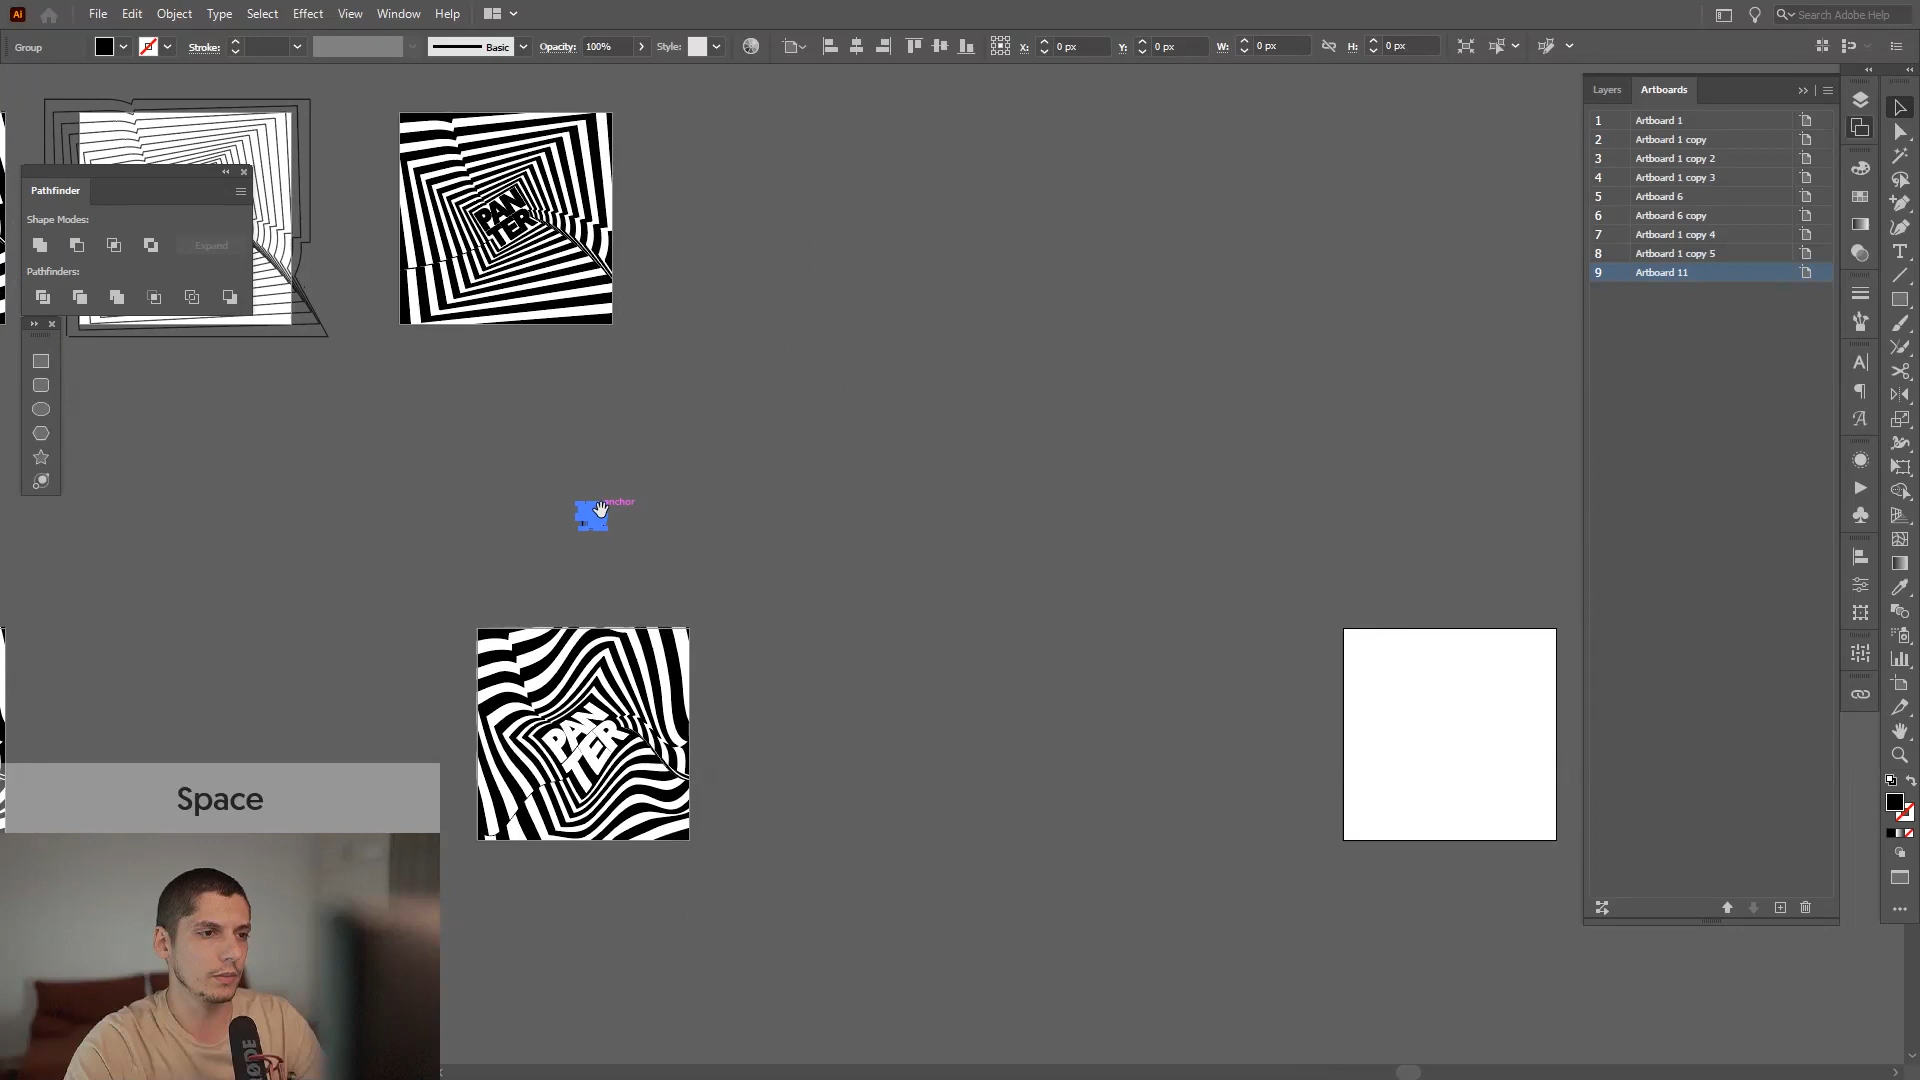 Ai
File Edit Object Type Select Effect View Window Help
Search Adobe Help
Group
Stroke:
Basic
Opacity: 100%
Style:
X: 0 px
Y: 0 px
W: 0 px
H: 0 px
Layers
Artboards
1 Artboard 1
2 Artboard 1 copy
3 Artboard 1 copy 2
4 Artboard 1 copy 3
5 Artboard 6
6 Artboard 6 copy
7 Artboard 1 copy 4
8 Artboard 1 copy 5
9 Artboard 11
Pathfinder
Shape Modes:
Expand
Pathfinders:
PAN
TER
anchor
PAN
TER
Space
RØDE